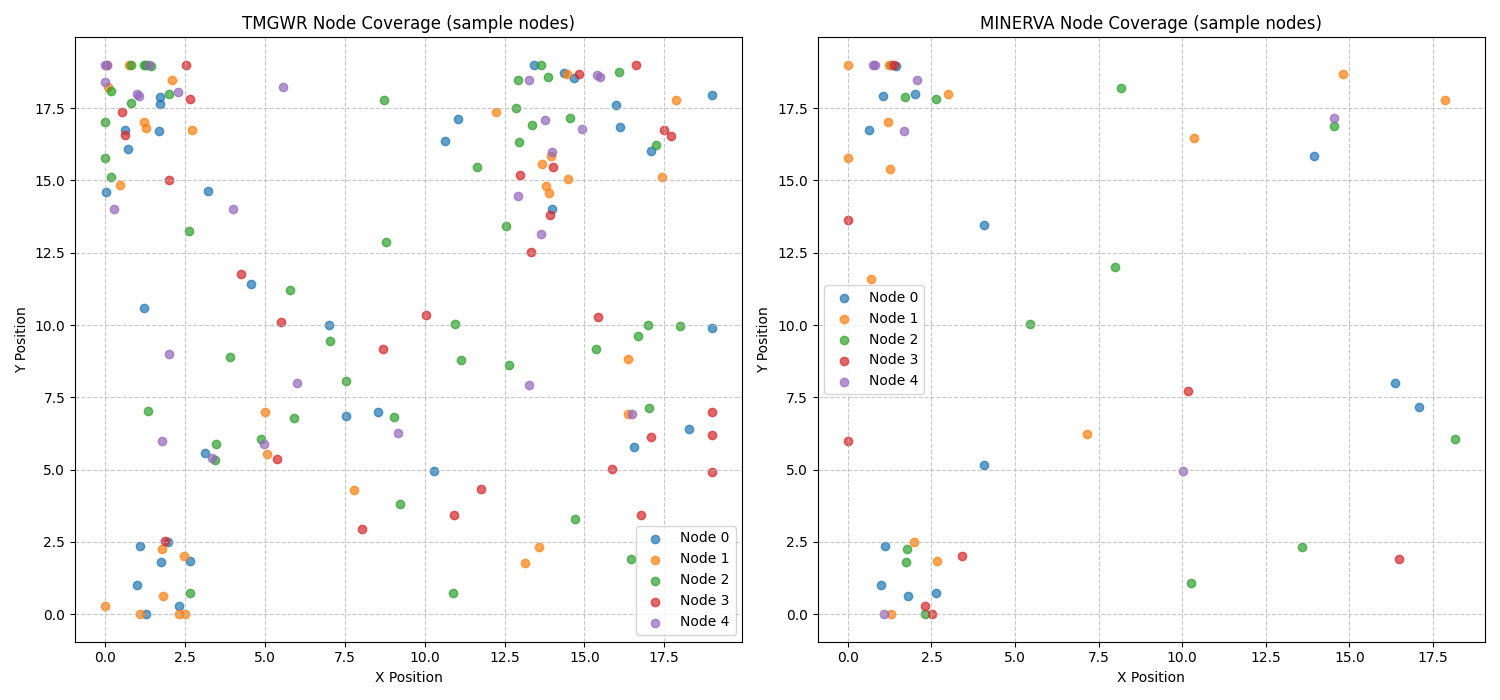 TMGWR Node Coverage (sample nodes)
17.5
15.0
12.5
10.0
7.5
5.0
2.5
0.0
Y Position
0.0 2.5 5.0 7.5 10.0 12.5 15.0 17.5
X Position
Node 0
Node 1
Node 2
Node 3
Node 4
MINERVA Node Coverage (sample nodes)
17.5
15.0
12.5
10.0
7.5
5.0
2.5
0.0
Y Position
0.0 2.5 5.0 7.5 10.0 12.5 15.0 17.5
X Position
Node 0
Node 1
Node 2
Node 3
Node 4